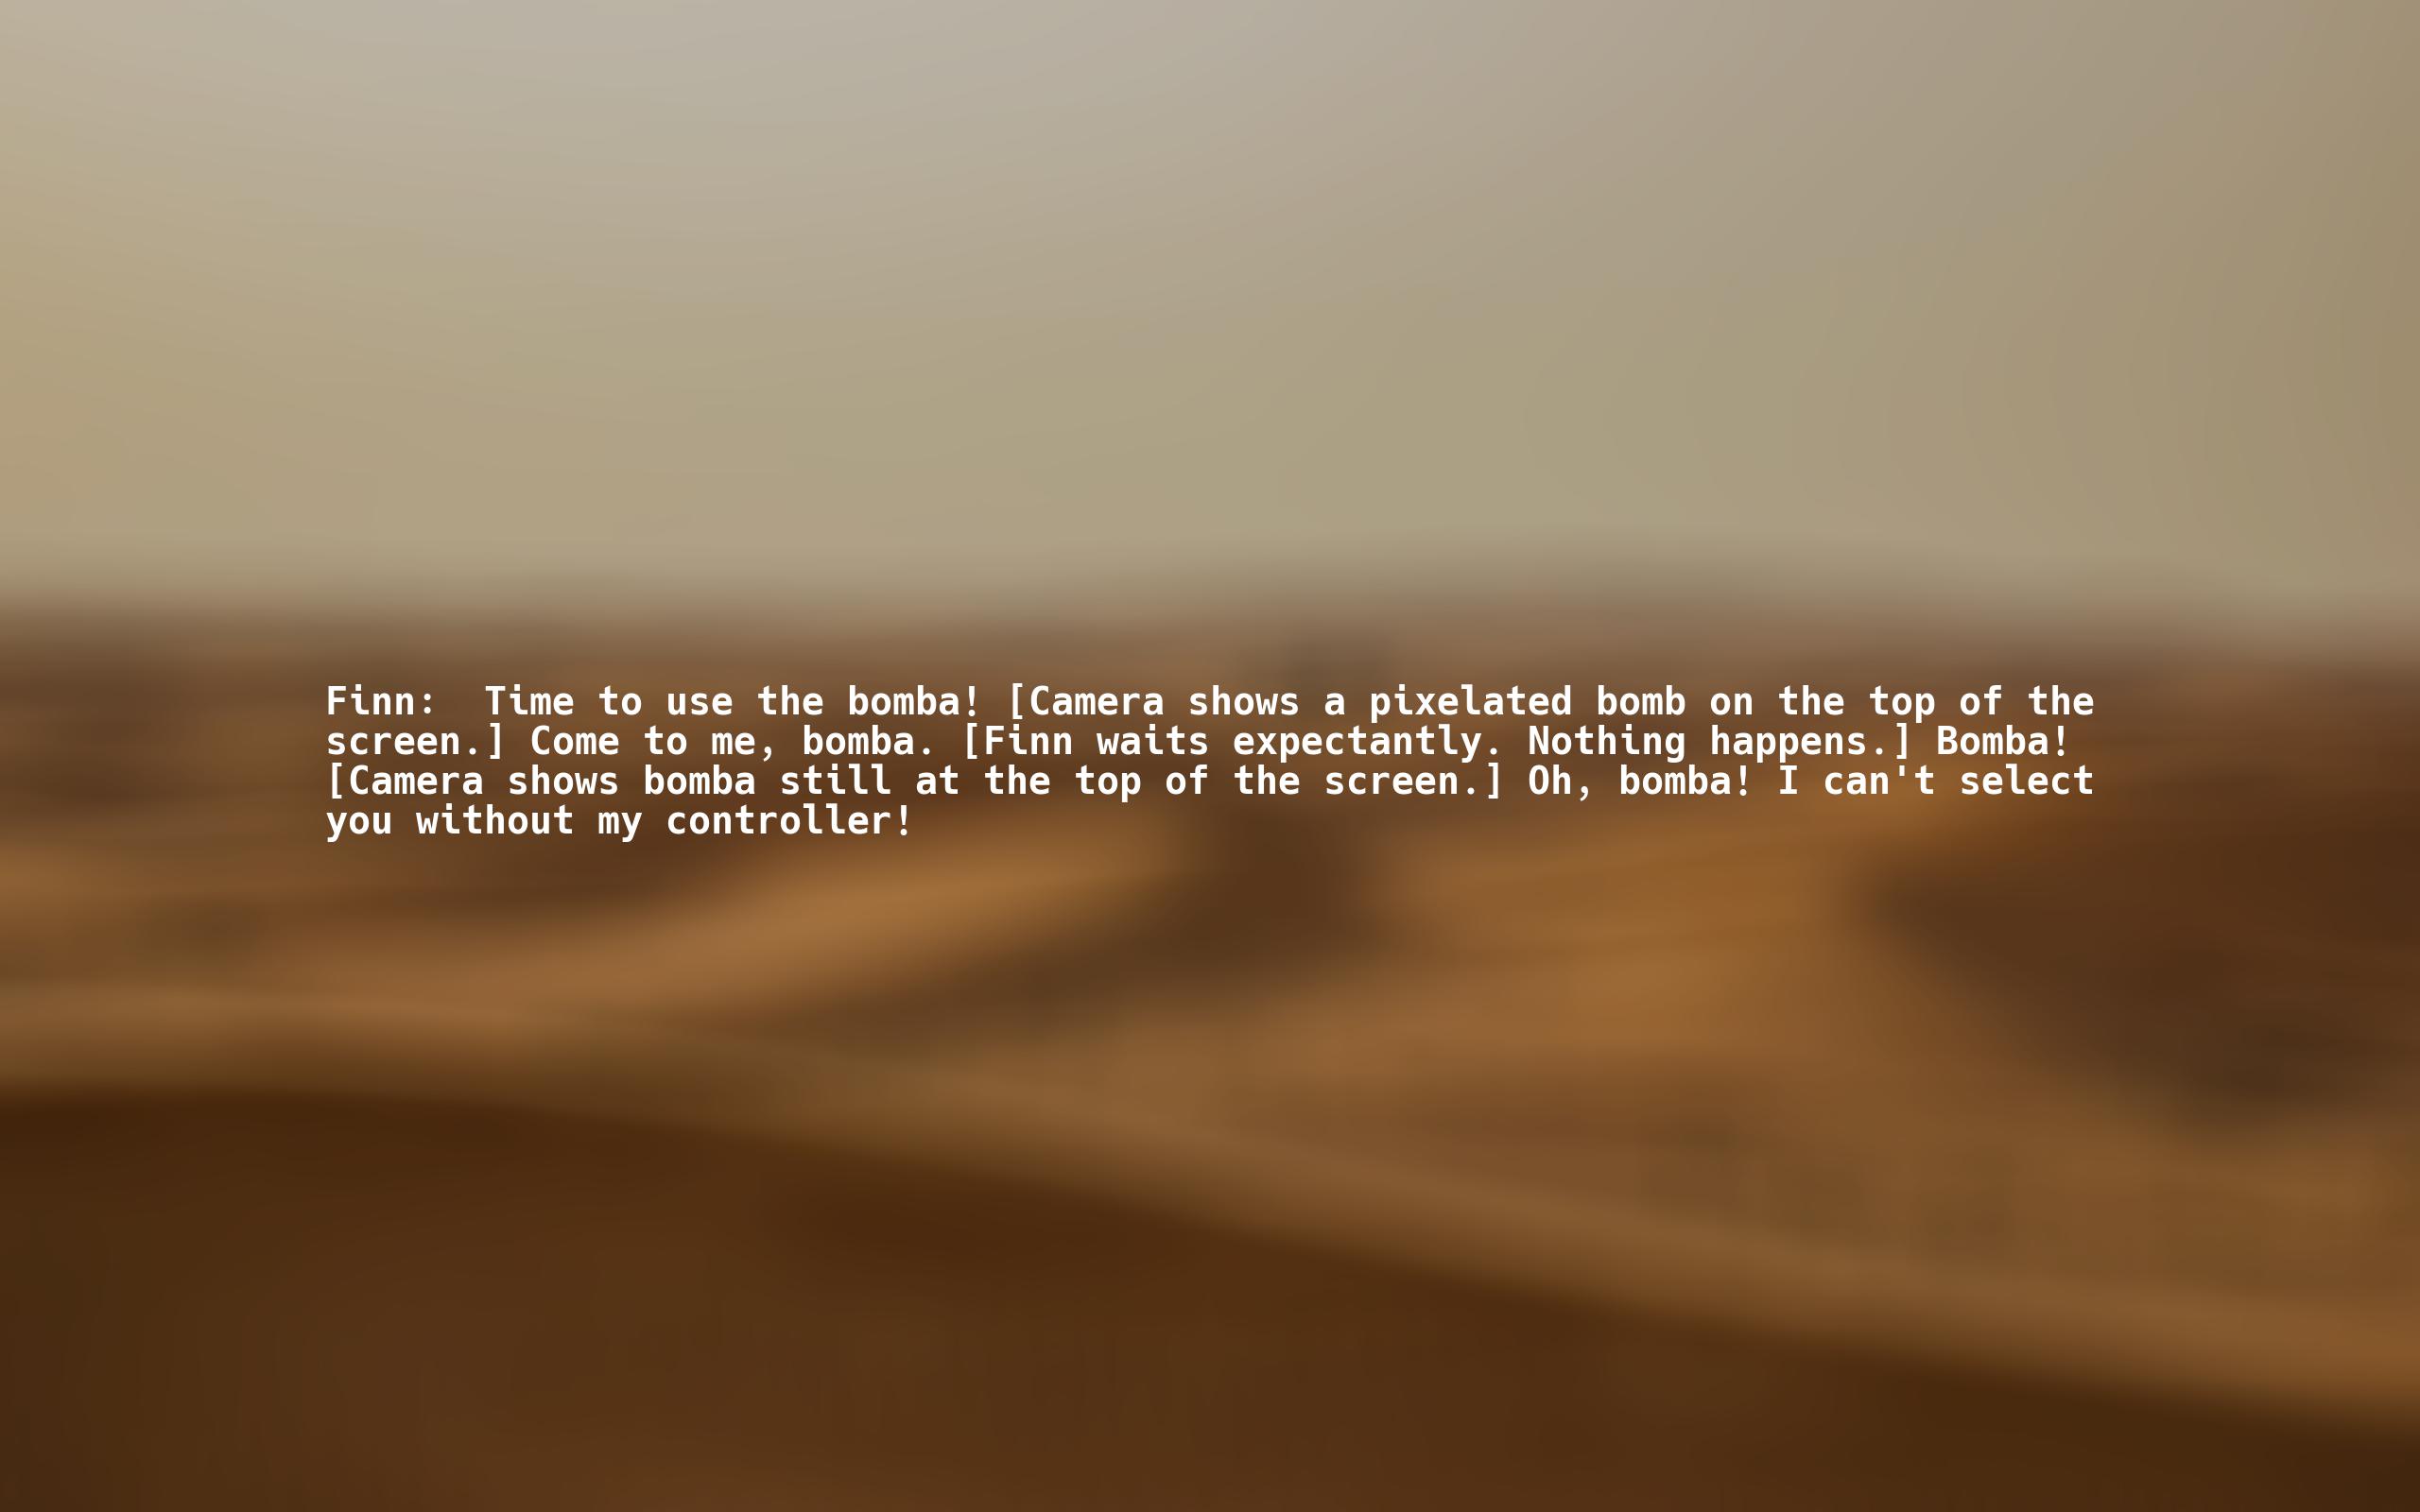 Finn:  Time to use the bomba! [Camera shows a pixelated bomb on the top of the
screen.] Come to me, bomba. [Finn waits expectantly. Nothing happens.] Bomba!
[Camera shows bomba still at the top of the screen.] Oh, bomba! I can't select
you without my controller!